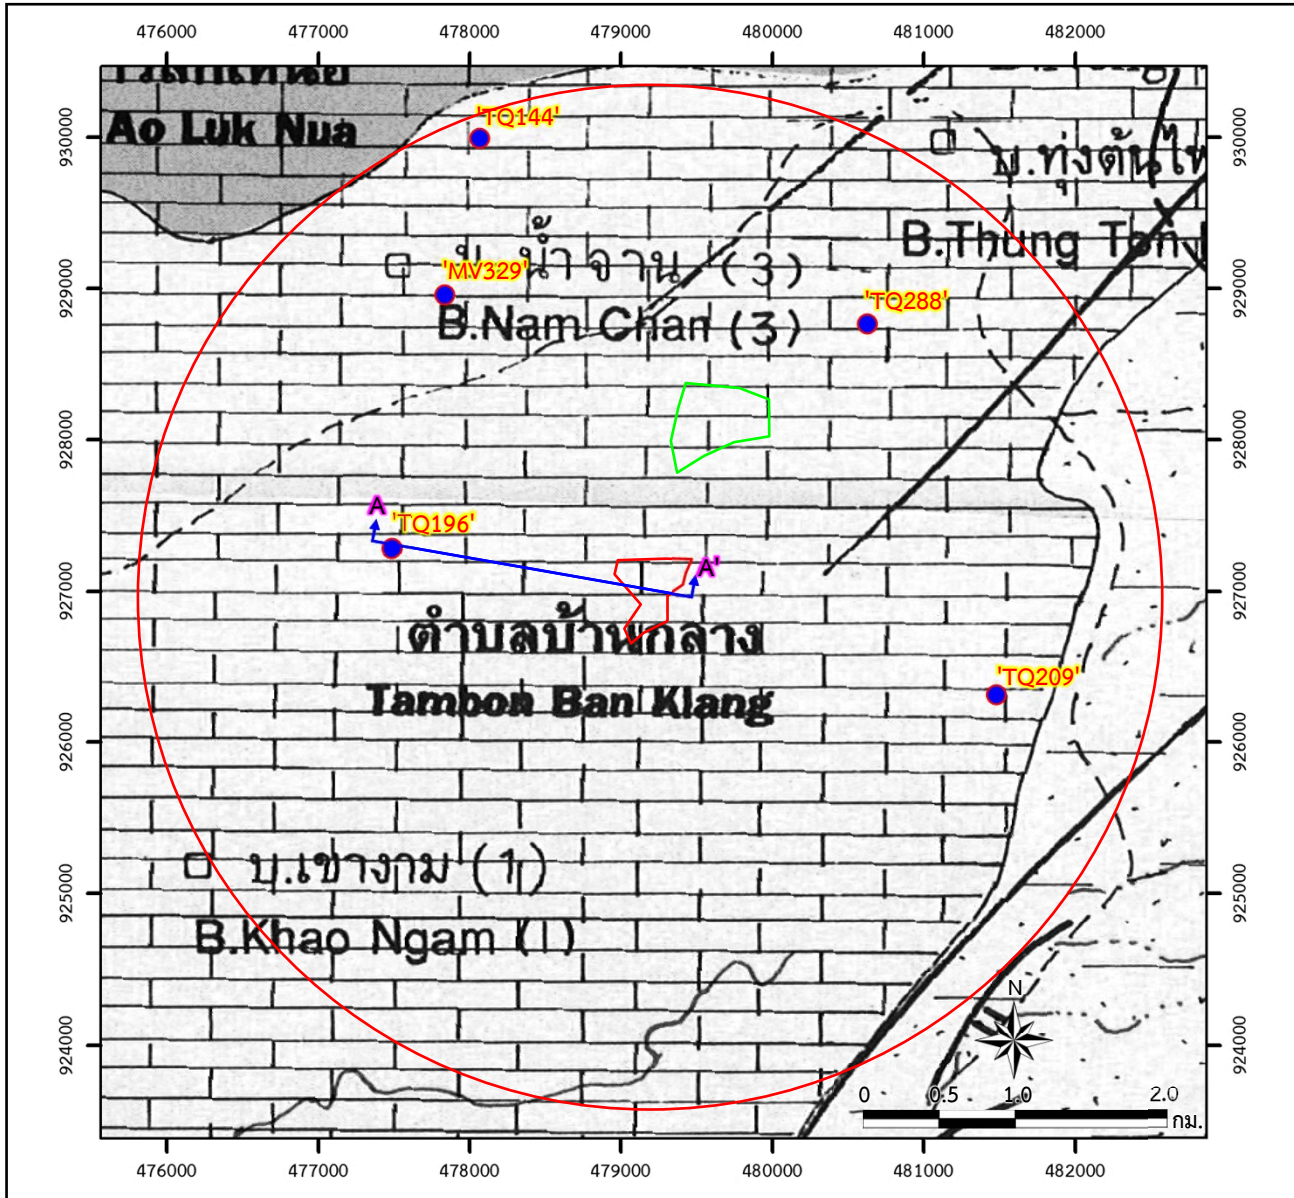 476000 477000 478000 479000 480000 481000 482000
Ao Luk Nua
'TQ144'
930000 930000
บ.ทุ่งต้นไท
B.Thung Ton
บ.น้ำจาน (3)
'MV329'
929000 929000
'TQ288'
B.Nam Chan (3)
928000 928000
A
'TQ196'
A'
927000 927000
ตำบลบ้านกลาง
'TQ209'
Tambon Ban Klang
926000 926000
บ.เขางาม (1)
925000 925000
B.Khao Ngam (1)
N
924000 924000
0 0.5 1.0 2.0
กม.
476000 477000 478000 479000 480000 481000 482000